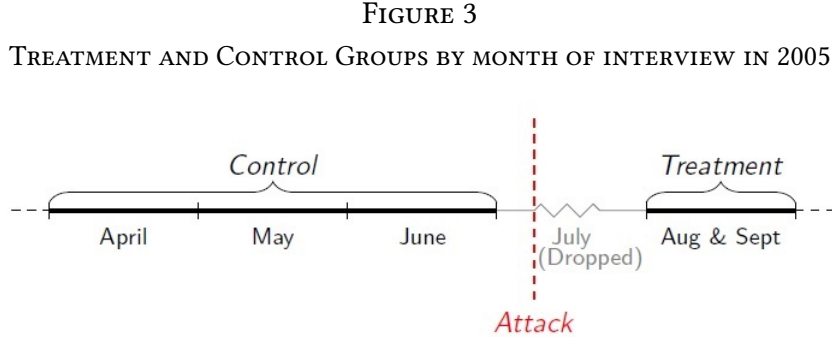 Figure 3
Treatment and Control Groups by month of interview in 2005
Control
Treatment
April
May
June
July
(Dropped)
Aug & Sept
Attack